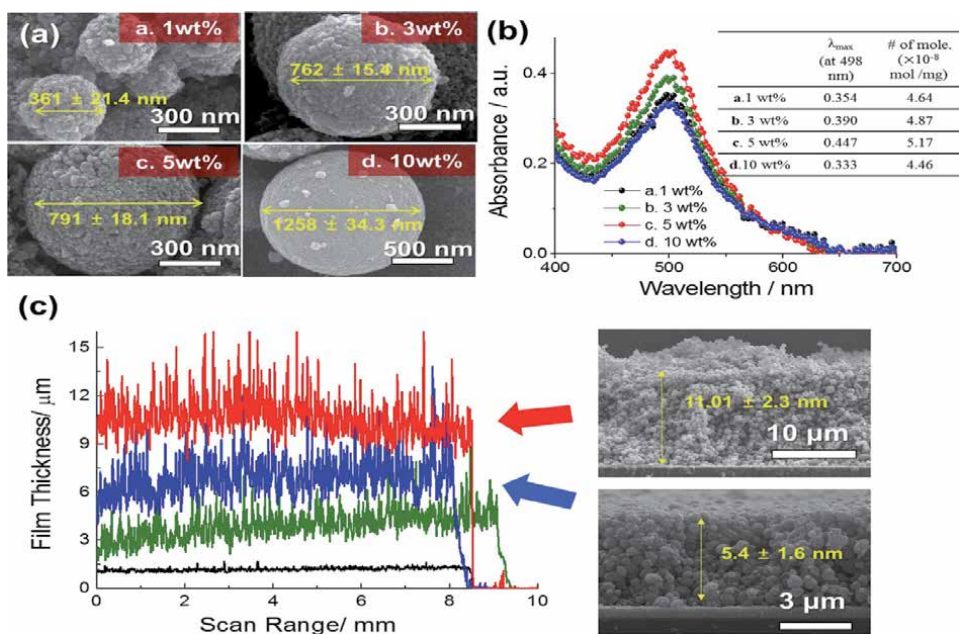 (a)
a. 1wt%
361 ± 21.4 nm
300 nm
b. 3wt%
762 ± 15.4 nm
300 nm
c. 5wt%
791 ± 18.1 nm
300 nm
d. 10wt%
1258 ± 34.3 nm
500 nm
(b)
Absorbance / a.u.
0.4
0.2
0.0
400 500 600 700
Wavelength / nm
a.1 wt%
b. 3 wt%
c. 5 wt%
d. 10 wt%
λmax (at 498 nm) # of mole. (×10⁻⁸ mol /mg)
a.1 wt% 0.354 4.64
b. 3 wt% 0.390 4.87
c. 5 wt% 0.447 5.17
d.10 wt% 0.333 4.46
(c)
Film Thickness/ μm
15
12
9
6
3
0
0 2 4 6 8 10
Scan Range/ mm
11.01 ± 2.3 nm
10 μm
5.4 ± 1.6 nm
3 μm